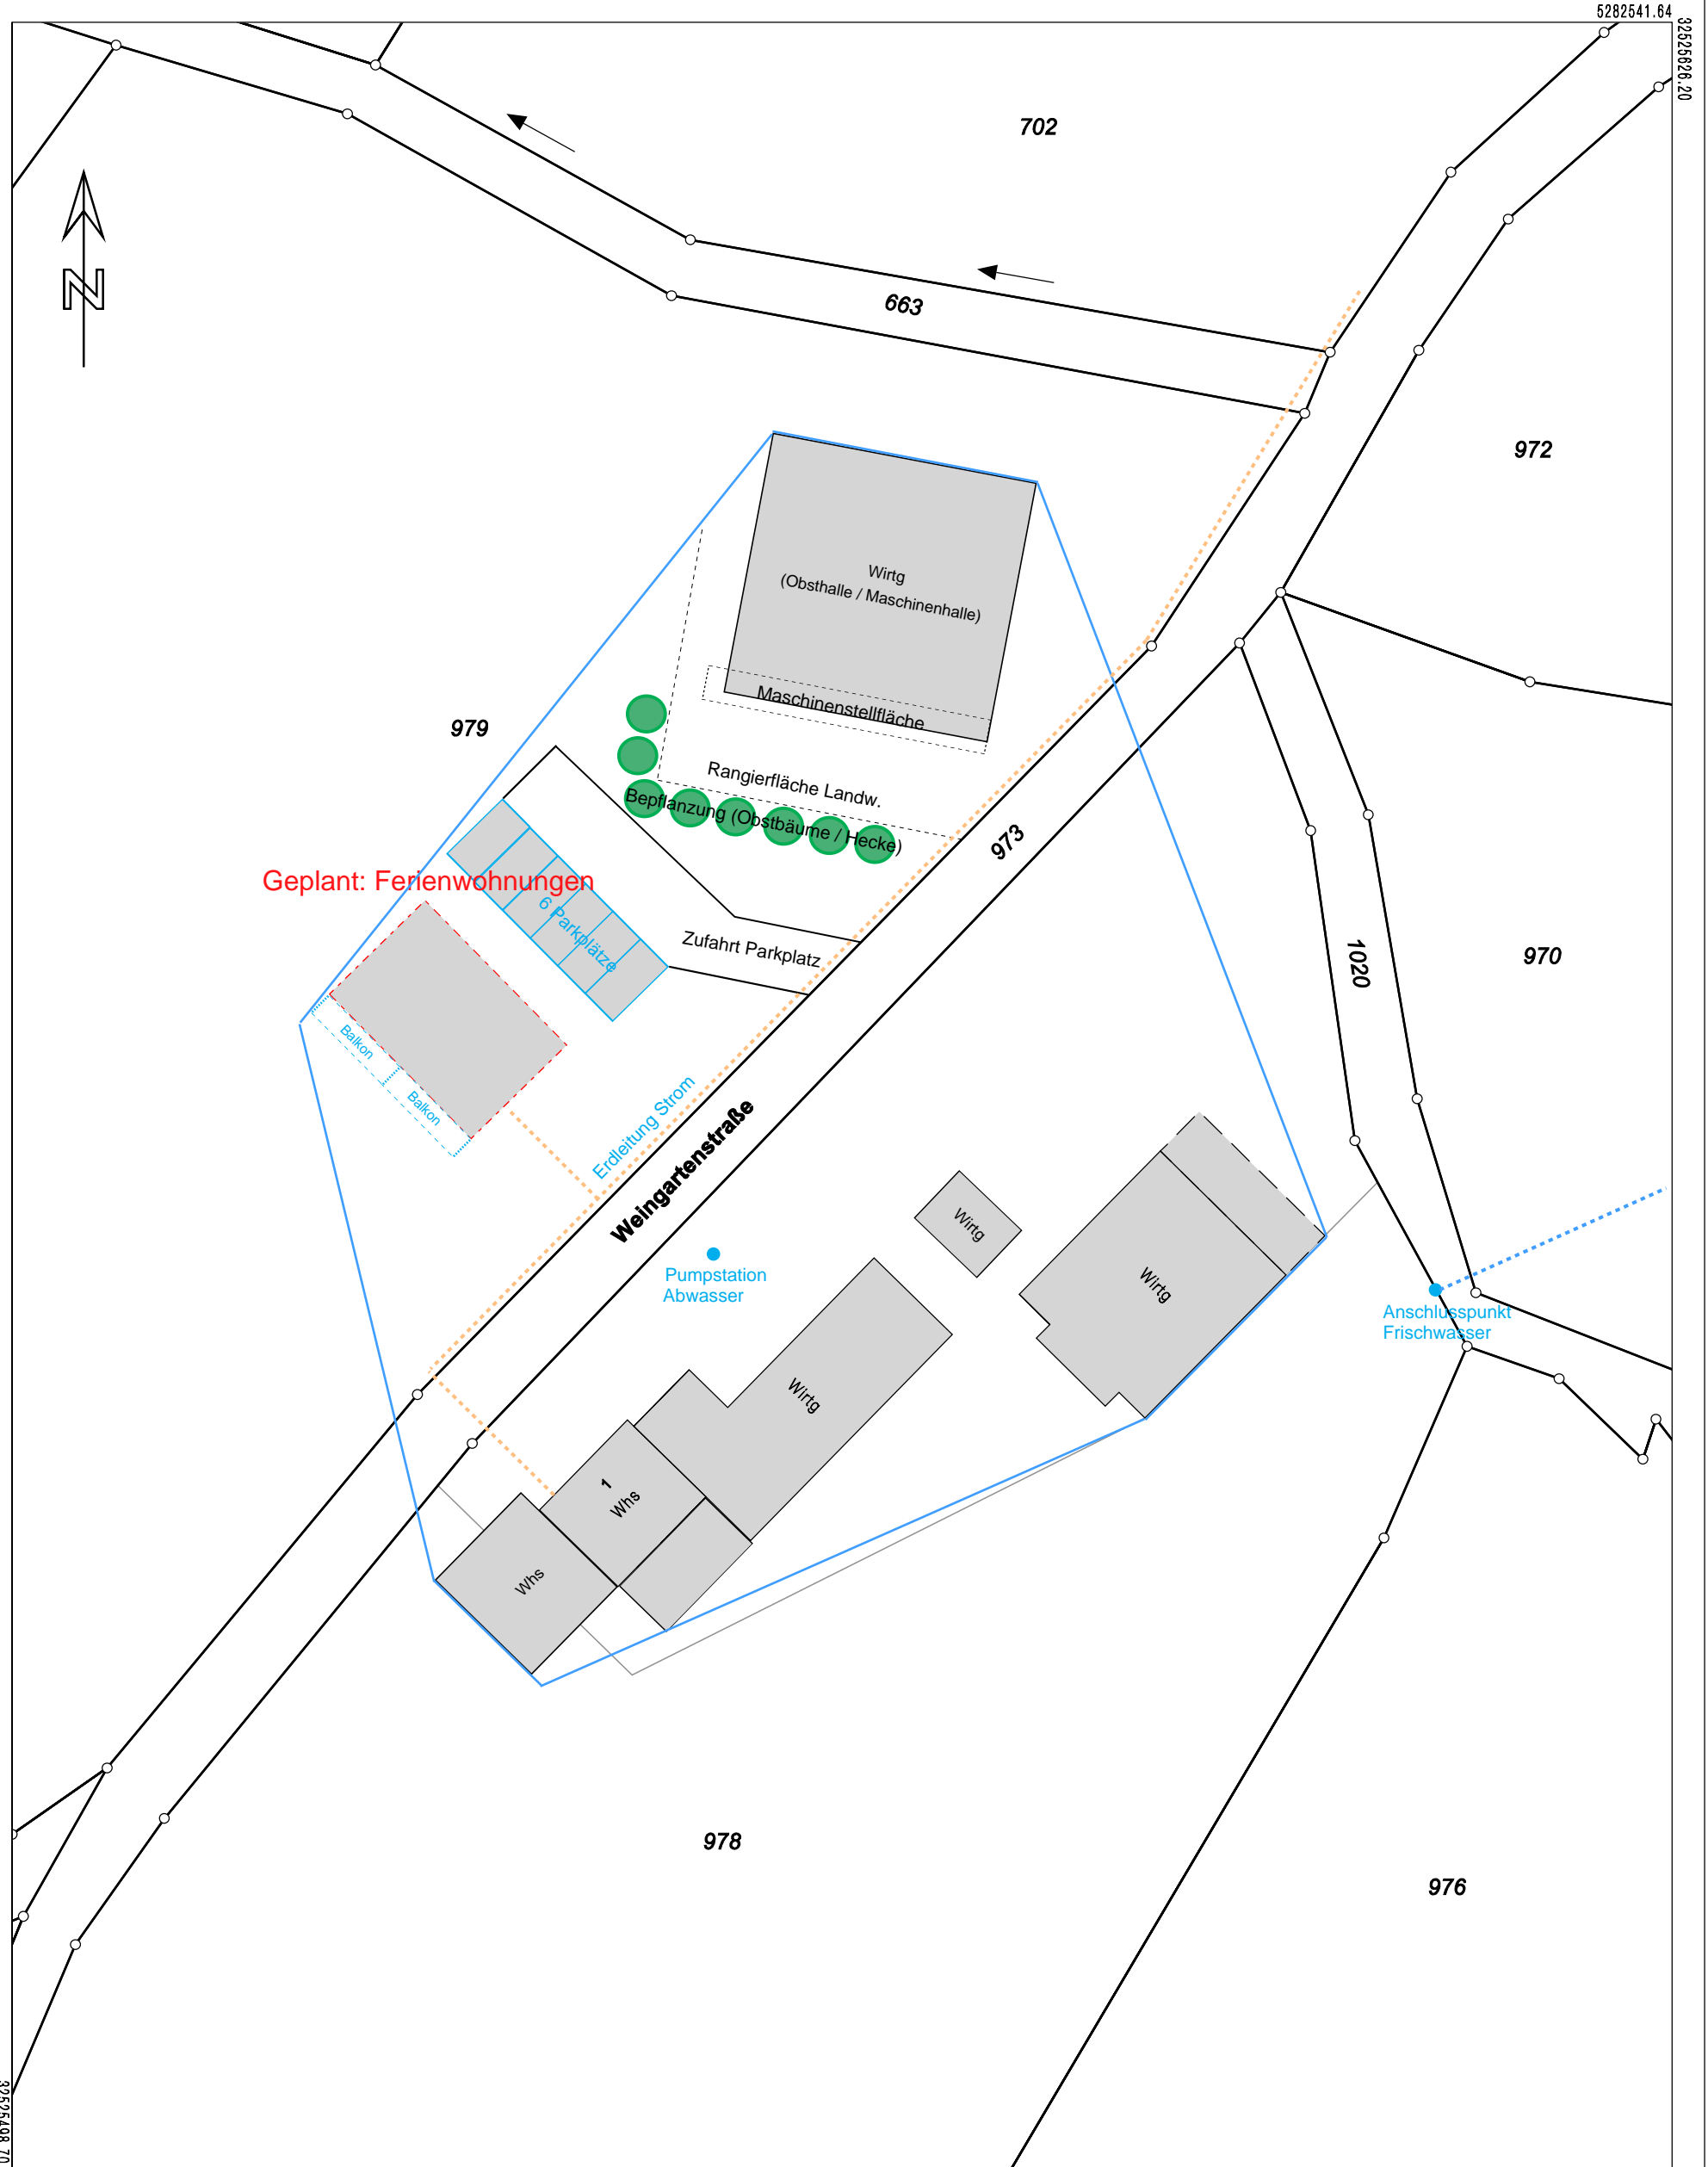 5282541.64
32525626.20
702
N
663
972
Wirtg
(Obsthalle / Maschinenhalle)
Maschinenstellfläche
979
Rangierfläche Landw.
Bepflanzung (Obstbäume / Hecke)
973
Geplant: Ferienwohnungen
6 Parkplätze
Zufahrt Parkplatz
1020
970
Balkon
Balkon
Erdleitung Strom
Weingartenstraße
Wirtg
Pumpstation
Abwasser
Wirtg
Anschlusspunkt
Frischwasser
Wirtg
1
Whs
Whs
978
976
32525498.70